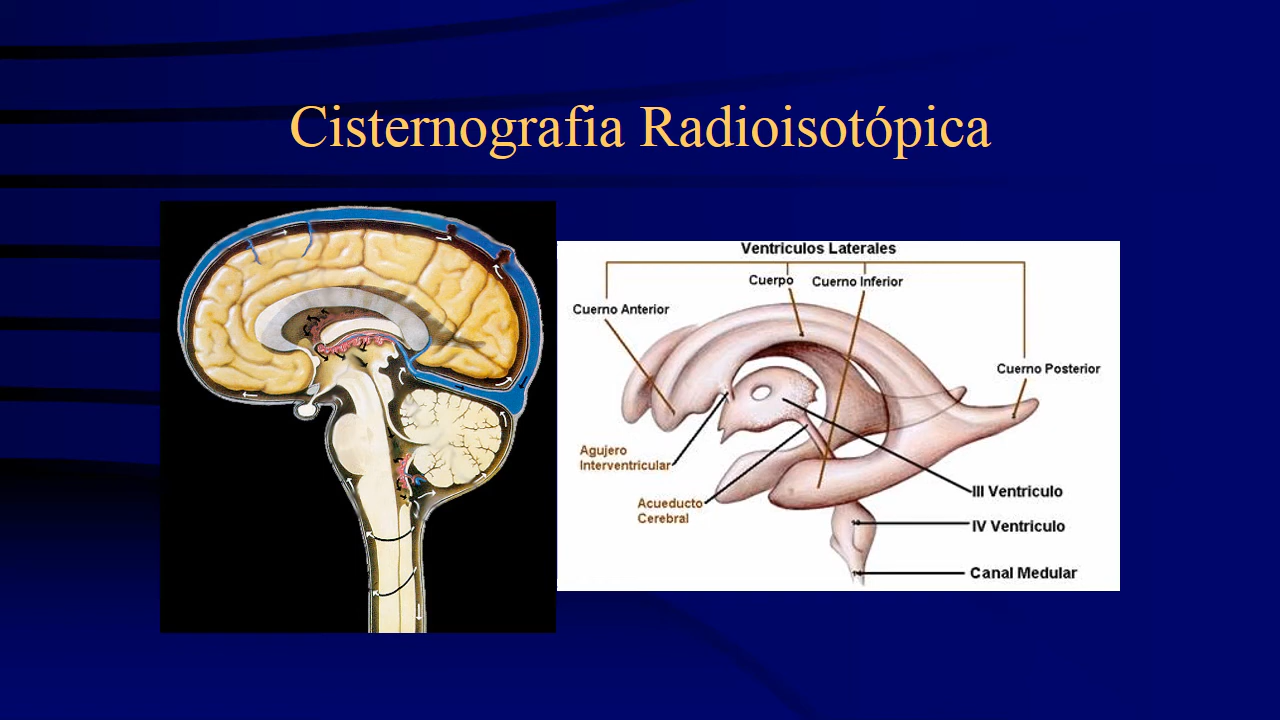 Cisternografia Radioisotópica
Ventriculos Laterales
Cuerpo
Cuerno Inferior
Cuerno Anterior
Cuerno Posterior
Agujero
Interventricular
Acueducto
Cerebral
III Ventriculo
IV Ventriculo
Canal Medular